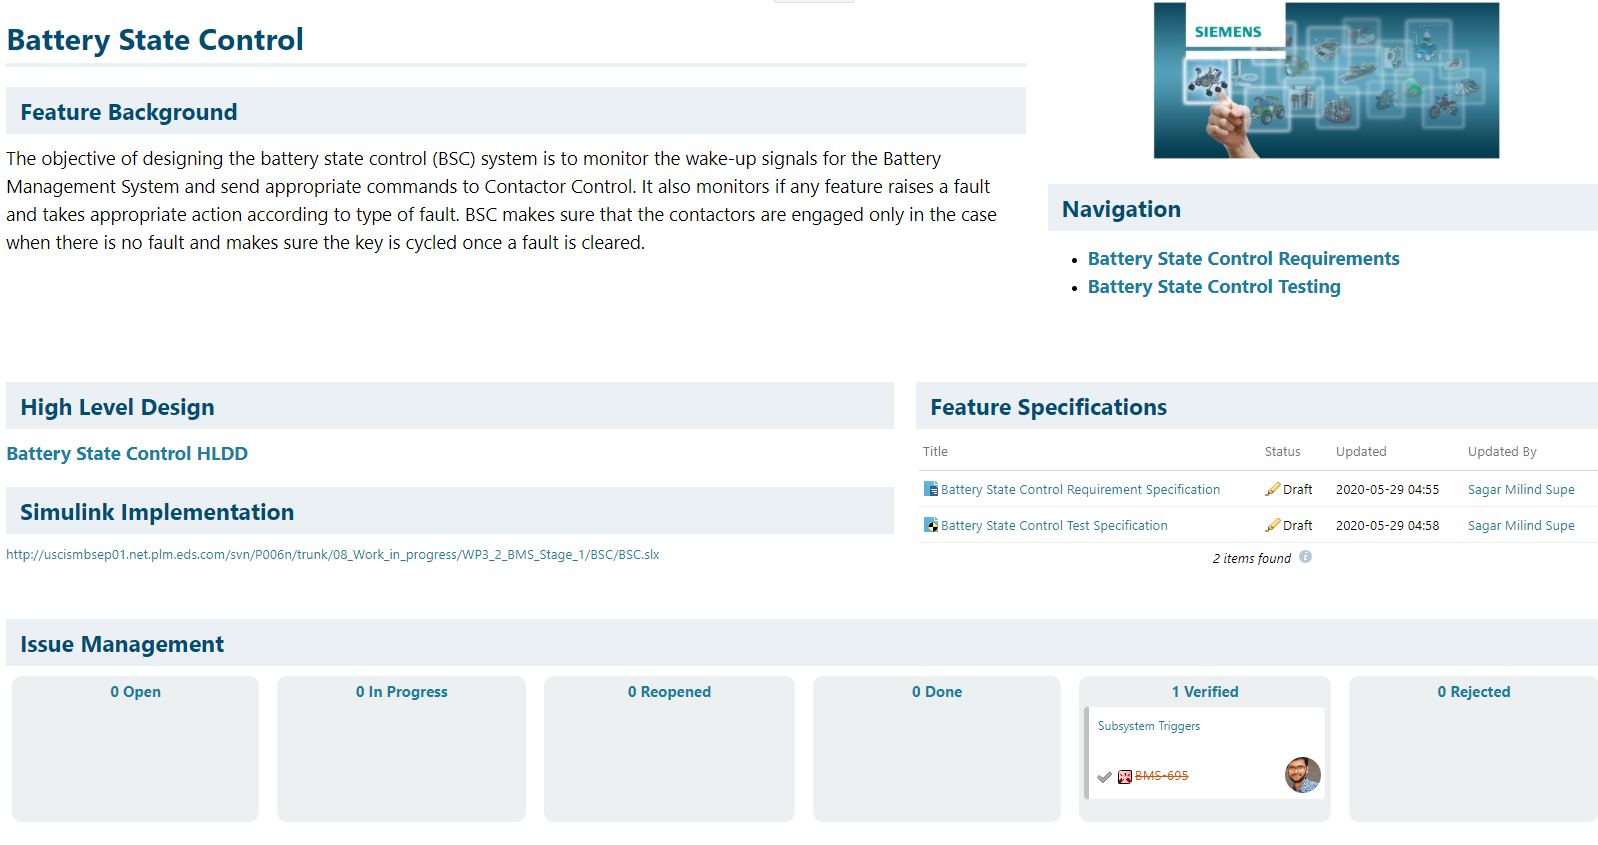 Battery State Control
SIEMENS
Feature Background
The objective of designing the battery state control (BSC) system is to monitor the wake-up signals for the Battery
Management System and send appropriate commands to Contactor Control. It also monitors if any feature raises a fault
and takes appropriate action according to type of fault. BSC makes sure that the contactors are engaged only in the case
when there is no fault and makes sure the key is cycled once a fault is cleared.
Navigation
• Battery State Control Requirements
• Battery State Control Testing
High Level Design
Battery State Control HLDD
Simulink Implementation
http://uscismbsep01.net.plm.eds.com/svn/P006n/trunk/08_Work_in_progress/WP3_2_BMS_Stage_1/BSC/BSC.slx
Feature Specifications
Title Status Updated Updated By
Battery State Control Requirement Specification Draft 2020-05-29 04:55 Sagar Milind Supe
Battery State Control Test Specification Draft 2020-05-29 04:58 Sagar Milind Supe
2 items found
Issue Management
0 Open
0 In Progress
0 Reopened
0 Done
1 Verified
Subsystem Triggers
BMS-695
0 Rejected